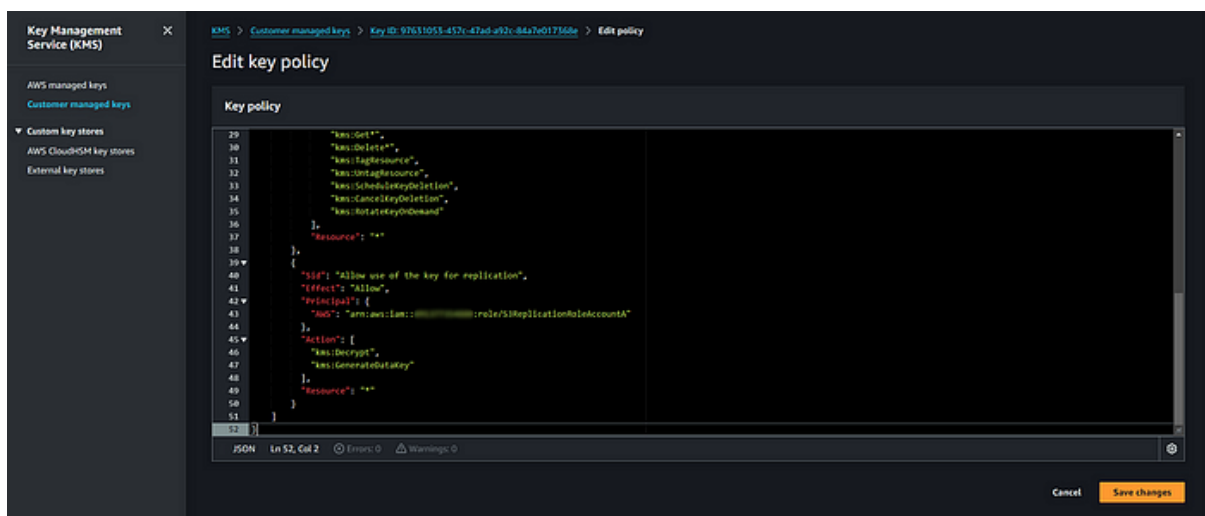 Key Management
Service (KMS)
AWS managed keys
Customer managed keys
Custom key stores
AWS CloudHSM key stores
External key stores
KMS > Customer managed keys > Key ID: 97631053-457c-47ad-a92c-84a7e017368e > Edit policy
Edit key policy
Key policy
29 "kms:Get*",
30 "kms:Delete*",
31 "kms:TagResource",
32 "kms:UntagResource",
33 "kms:ScheduleKeyDeletion",
34 "kms:CancelKeyDeletion",
35 "kms:RotateKeyOnDemand"
36 ],
37 "Resource": "*"
38 },
39 {
40 "Sid": "Allow use of the key for replication",
41 "Effect": "Allow",
42 "Principal": {
43 "AWS": "arn:aws:iam:: :role/S3ReplicationRoleAccountA"
44 },
45 "Action": [
46 "kms:Decrypt",
47 "kms:GenerateDataKey"
48 ],
49 "Resource": "*"
50 }
51 ]
52 }
JSON Ln 52, Col 2 Errors: 0 Warnings: 0
Cancel Save changes